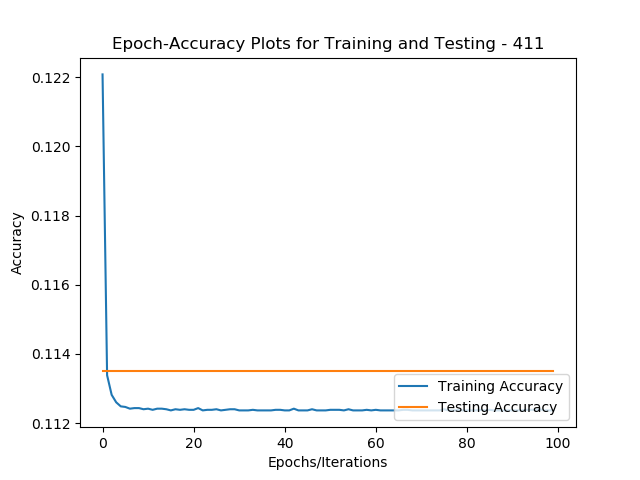 Epoch-Accuracy Plots for Training and Testing - 411
0.122
0.120
0.118
0.116
0.114
0.112
Accuracy
0
20
40
60
80
100
Epochs/Iterations
Training Accuracy
Testing Accuracy